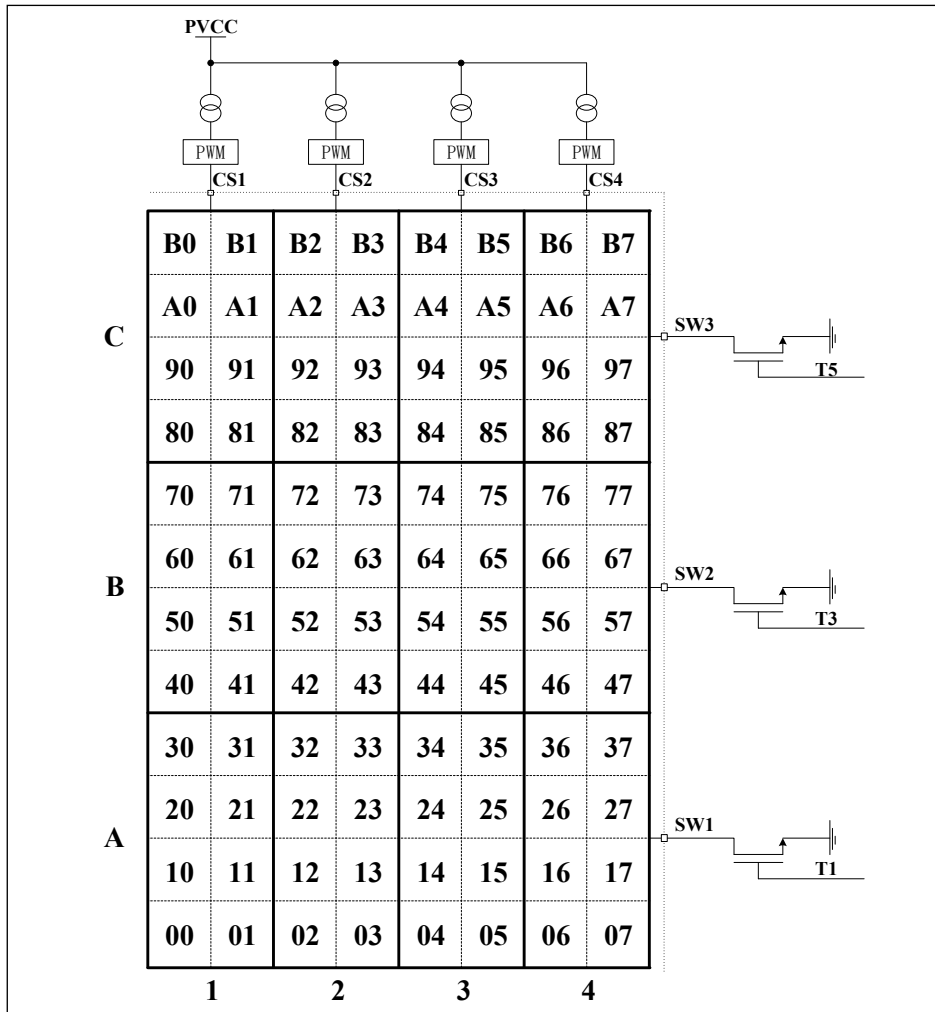 PVCC
PWM PWM PWM PWM
CS1 CS2 CS3 CS4
B0 B1 B2 B3 B4 B5 B6 B7
A0 A1 A2 A3 A4 A5 A6 A7
C
SW3
T5
90 91 92 93 94 95 96 97
80 81 82 83 84 85 86 87
70 71 72 73 74 75 76 77
60 61 62 63 64 65 66 67
B
SW2
T3
50 51 52 53 54 55 56 57
40 41 42 43 44 45 46 47
30 31 32 33 34 35 36 37
20 21 22 23 24 25 26 27
A
SW1
T1
10 11 12 13 14 15 16 17
00 01 02 03 04 05 06 07
1 2 3 4